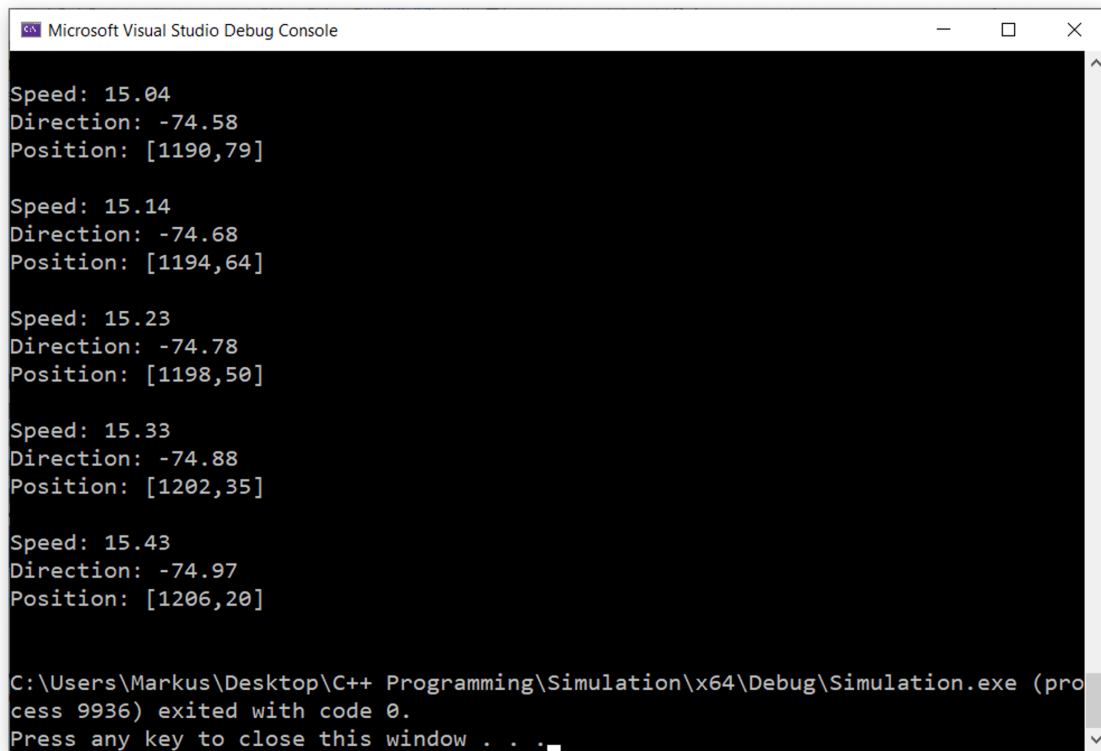 Microsoft Visual Studio Debug Console
Speed: 15.04
Direction: -74.58
Position: [1190,79]
Speed: 15.14
Direction: -74.68
Position: [1194,64]
Speed: 15.23
Direction: -74.78
Position: [1198,50]
Speed: 15.33
Direction: -74.88
Position: [1202,35]
Speed: 15.43
Direction: -74.97
Position: [1206,20]
C:\Users\Markus\Desktop\C++ Programming\Simulation\x64\Debug\Simulation.exe (pro
cess 9936) exited with code 0.
Press any key to close this window . . .